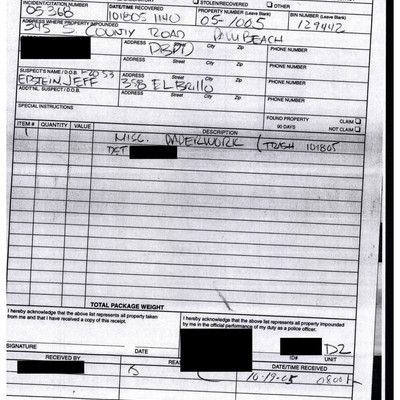 INCIDENT/CITATION NUMBER DATE/TIME RECOVERED STOLEN/RECOVERED OTHER PROPERTY NUMBER (Leave Blank) BIN NUMBER (Leave Blank)
05368 101805 1140 05-1005 129442
ADDRESS WHERE PROPERTY IMPOUNDED
345 S COUNTY ROAD BEACH
ADDRESS City Zip PHONE NUMBER
PBPD
ADDRESS Street City Zip PHONE NUMBER
SUSPECT'S NAME / D.O.B. ADDRESS Street City Zip PHONE NUMBER
EPSTEIN, JEFF 358 EL BRILLO
ADDTNL. SUSPECT / D.O.B. ADDRESS Street City Zip PHONE NUMBER
SPECIAL INSTRUCTIONS FOUND PROPERTY CLAIM
90 DAYS NOT CLAIM
ITEM # QUANTITY VALUE DESCRIPTION
1 MISC. PAPERWORK (TRASH 101805
DET
TOTAL PACKAGE WEIGHT
I hereby acknowledge that the above list represents all property taken
from me and that I have received a copy of this receipt.
I hereby acknowledge that the above list represents all property impounded
by me in the official performance of my duty as a police officer.
D2
SIGNATURE DATE ID# UNIT
RECEIVED BY REA DATE/TIME RECEIVED
10-19-05